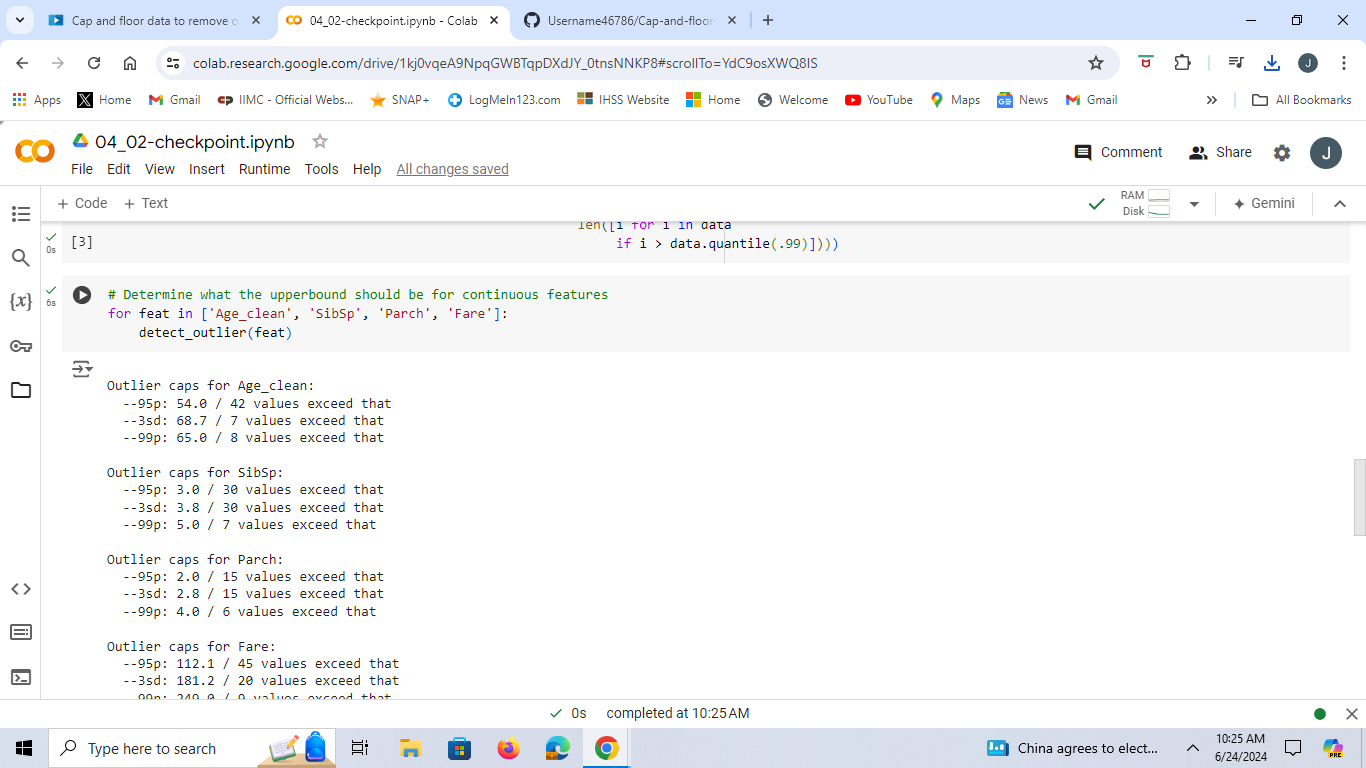 Cap and floor data to remove o
04_02-checkpoint.ipynb - Colab
Username46786/Cap-and-floor
colab.research.google.com/drive/1kj0vqeA9NpqGWBTqpDXdJY_0tnsNNKP8#scrollTo=YdC9osXWQ8IS
J
Apps
Home
Gmail
IIMC - Official Webs...
SNAP+
LogMeIn123.com
IHSS Website
Home
Welcome
YouTube
Maps
News
Gmail
All Bookmarks
04_02-checkpoint.ipynb
File Edit View Insert Runtime Tools Help All changes saved
Comment
Share
J
+ Code + Text
RAM
Disk
Gemini
len([i for i in data
[3]
0s
if i > data.quantile(.99)])))
6s
# Determine what the upperbound should be for continuous features
for feat in ['Age_clean', 'SibSp', 'Parch', 'Fare']:
detect_outlier(feat)
Outlier caps for Age_clean:
--95p: 54.0 / 42 values exceed that
--3sd: 68.7 / 7 values exceed that
--99p: 65.0 / 8 values exceed that
Outlier caps for SibSp:
--95p: 3.0 / 30 values exceed that
--3sd: 3.8 / 30 values exceed that
--99p: 5.0 / 7 values exceed that
Outlier caps for Parch:
--95p: 2.0 / 15 values exceed that
--3sd: 2.8 / 15 values exceed that
--99p: 4.0 / 6 values exceed that
Outlier caps for Fare:
--95p: 112.1 / 45 values exceed that
--3sd: 181.2 / 20 values exceed that
--99p: 249.0 / 9 values exceed that
0s completed at 10:25 AM
Type here to search
China agrees to elect...
10:25 AM
6/24/2024
PRE